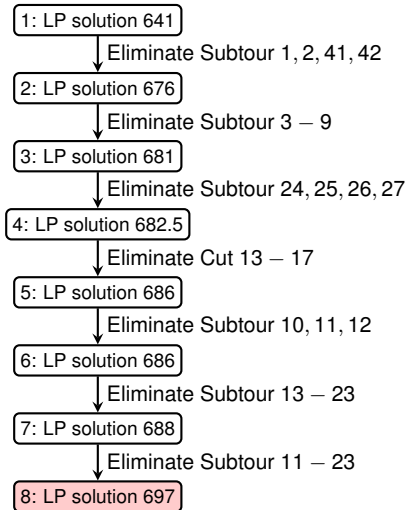 1: LP solution 641
Eliminate Subtour 1, 2, 41, 42
2: LP solution 676
Eliminate Subtour 3 − 9
3: LP solution 681
Eliminate Subtour 24, 25, 26, 27
4: LP solution 682.5
Eliminate Cut 13 − 17
5: LP solution 686
Eliminate Subtour 10, 11, 12
6: LP solution 686
Eliminate Subtour 13 − 23
7: LP solution 688
Eliminate Subtour 11 − 23
8: LP solution 697